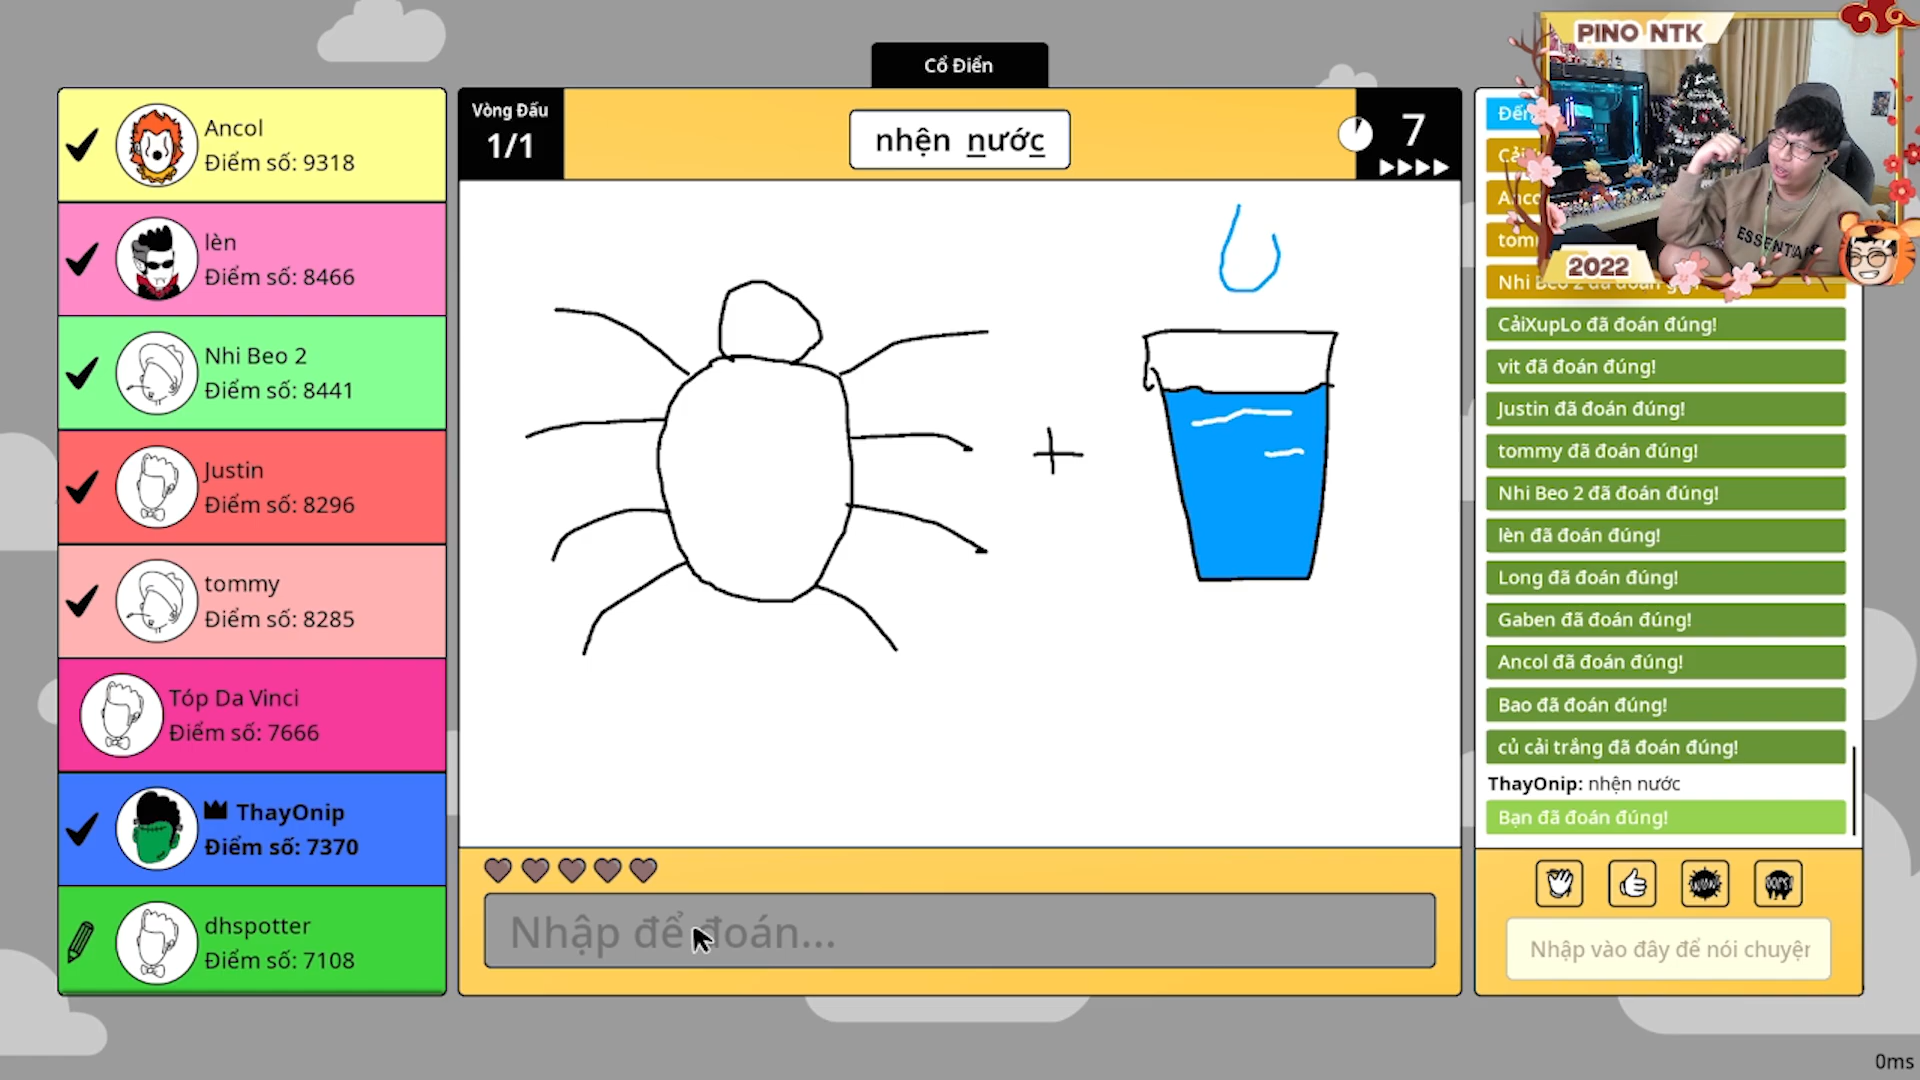 Cổ Điển
Vòng Đấu
1/1
nhện nước
7
Ancol
Điểm số: 9318
lèn
Điểm số: 8466
Nhi Beo 2
Điểm số: 8441
Justin
Điểm số: 8296
tommy
Điểm số: 8285
Tóp Da Vinci
Điểm số: 7666
ThayOnip
Điểm số: 7370
dhspotter
Điểm số: 7108
Nhập để đoán...
PINO NTK
ESSENTIA
2022
CảiXupLo đã đoán đúng!
vit đã đoán đúng!
Justin đã đoán đúng!
tommy đã đoán đúng!
Nhi Beo 2 đã đoán đúng!
lèn đã đoán đúng!
Long đã đoán đúng!
Gaben đã đoán đúng!
Ancol đã đoán đúng!
Bao đã đoán đúng!
củ cải trắng đã đoán đúng!
ThayOnip: nhện nước
Bạn đã đoán đúng!
OOPS!
Nhập vào đây để nói chuyện
0ms